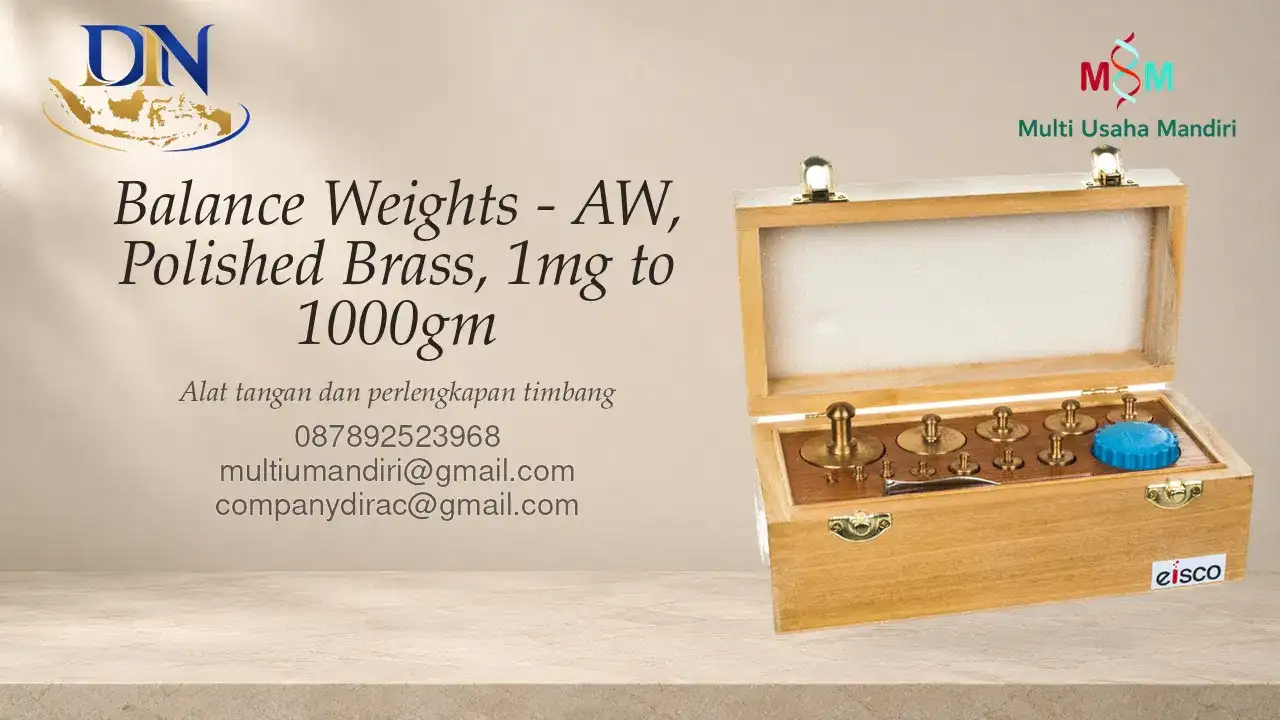 DN
MSM
Multi Usaha Mandiri
Balance Weights - AW,
Polished Brass, 1mg to
1000gm
Alat tangan dan perlengkapan timbang
087892523968
multiumandiri@gmail.com
companydirac@gmail.com
eisco